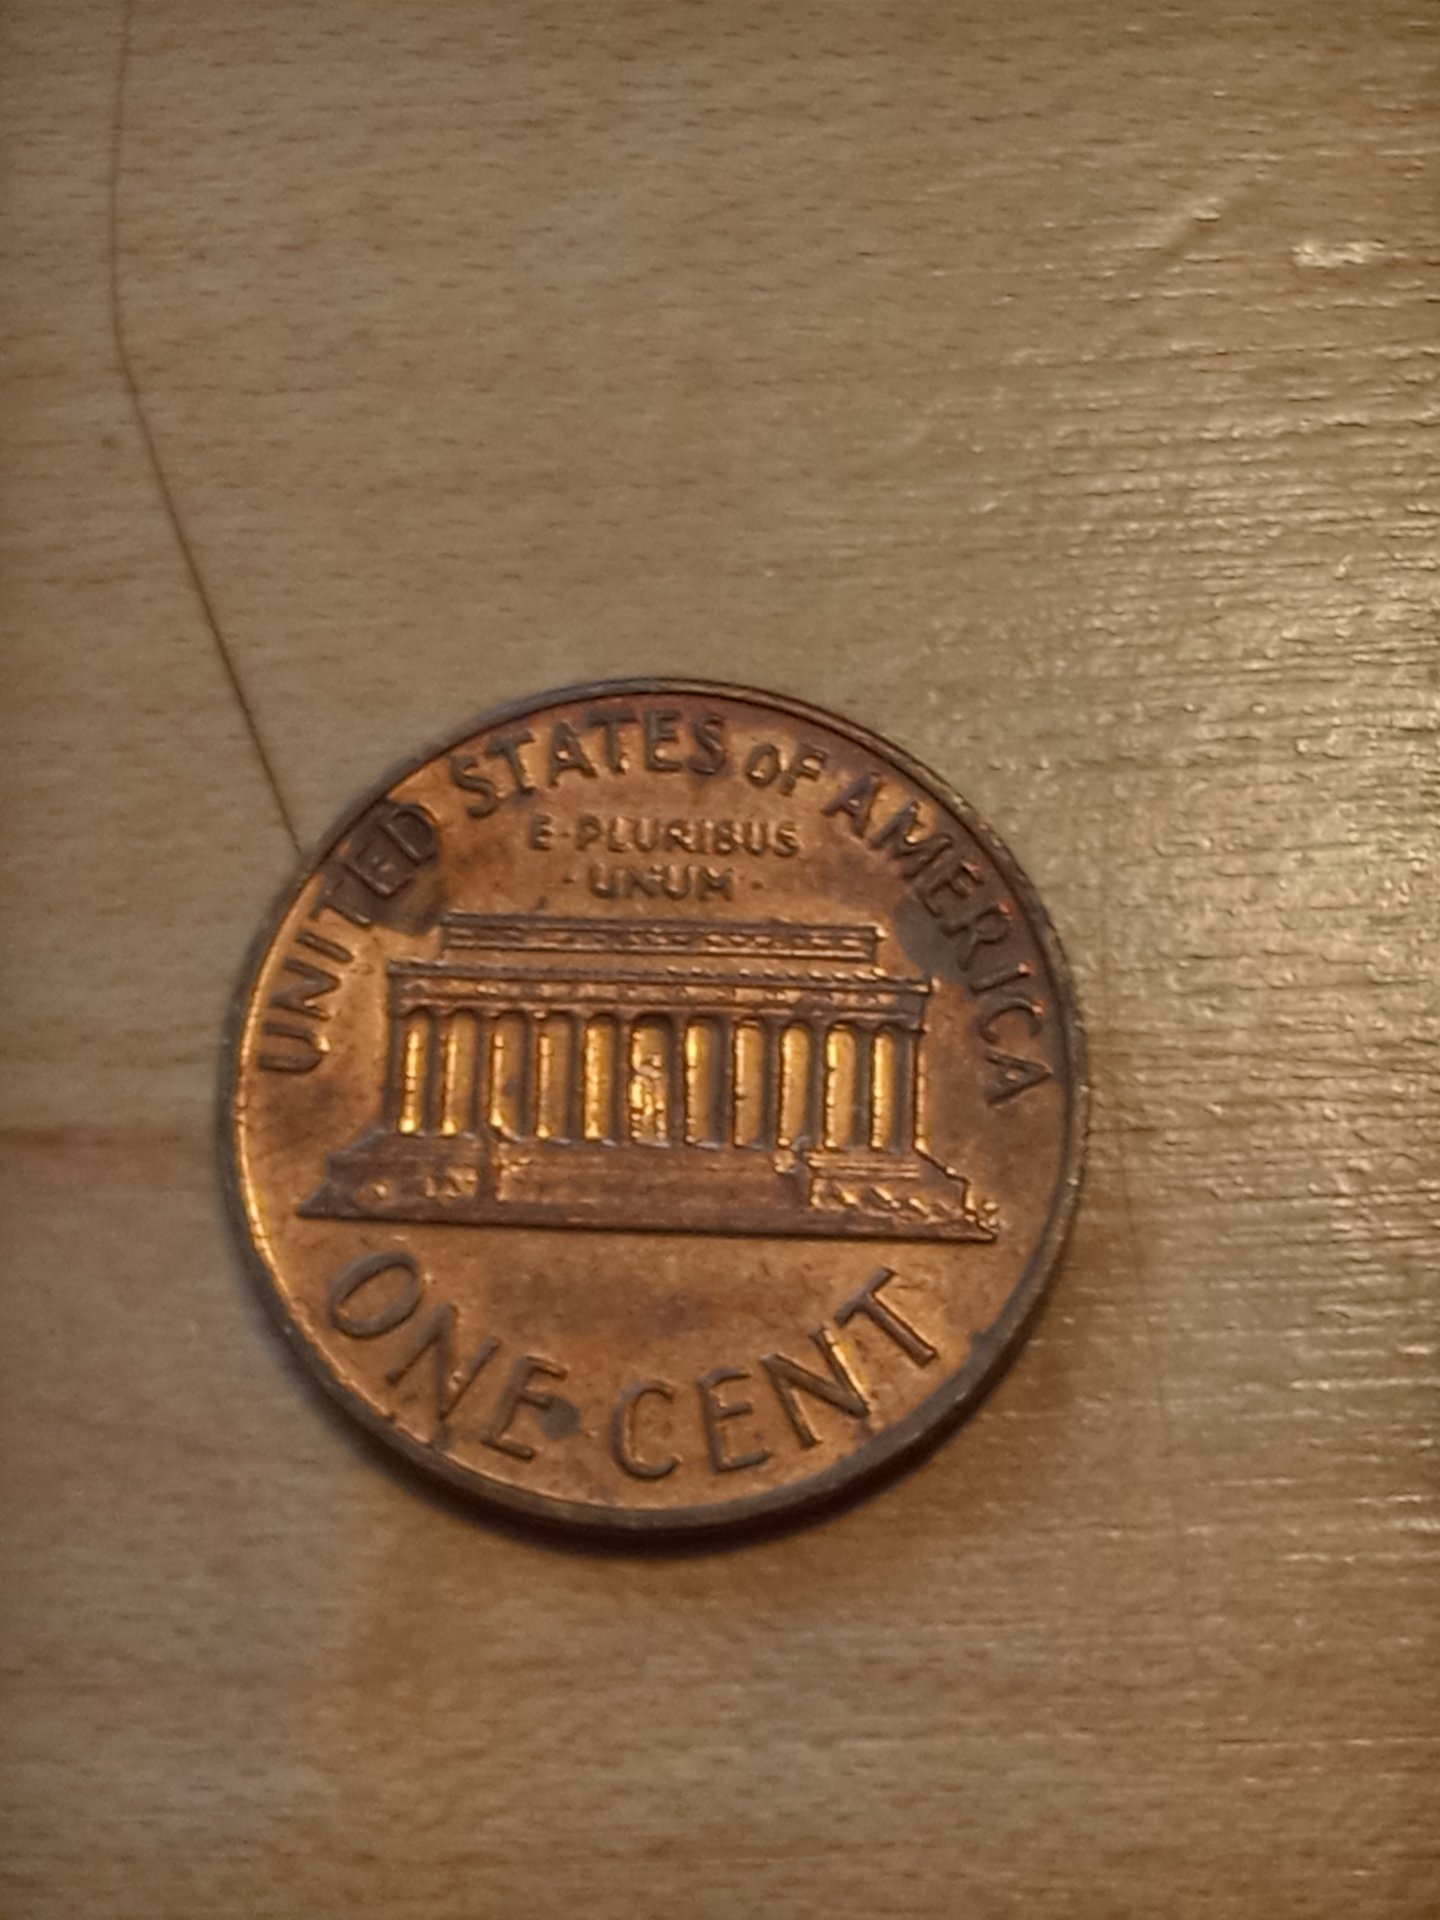 UNITED STATES OF AMERICA
E·PLURIBUS
·UNUM·
ONE CENT